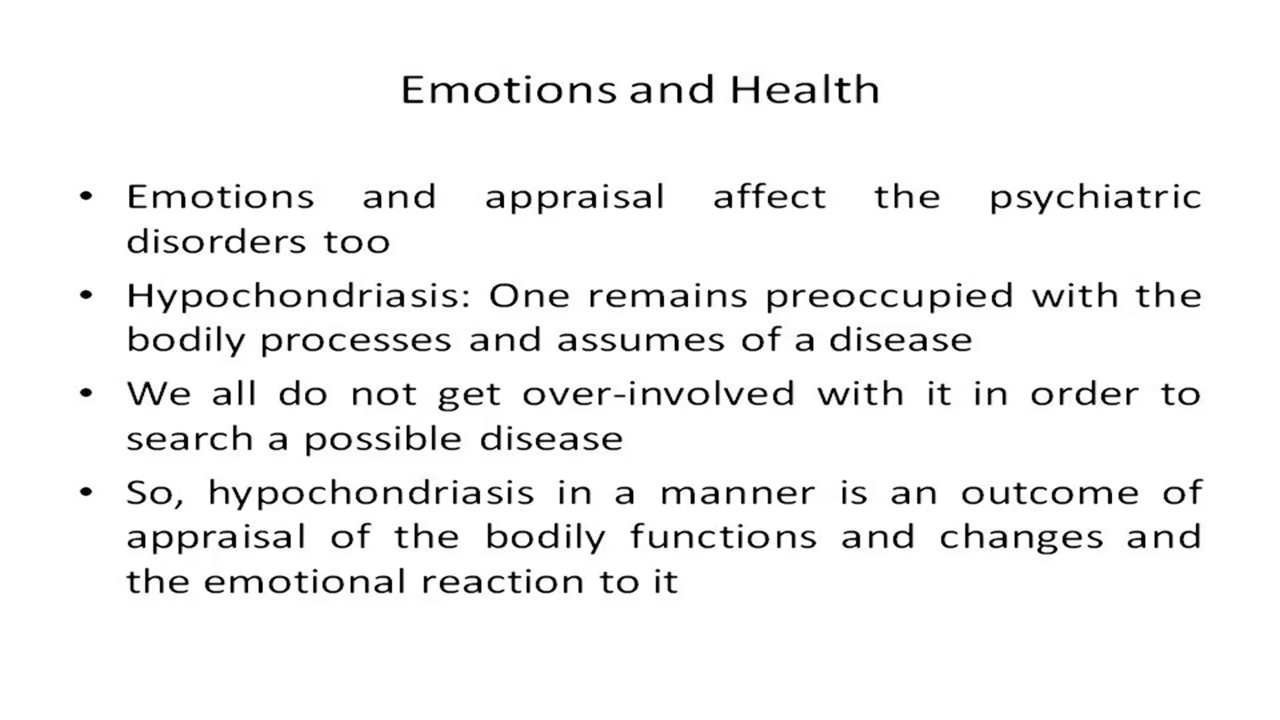 Emotions and Health
• Emotions and appraisal affect the psychiatric
disorders too
• Hypochondriasis: One remains preoccupied with the
bodily processes and assumes of a disease
• We all do not get over-involved with it in order to
search a possible disease
• So, hypochondriasis in a manner is an outcome of
appraisal of the bodily functions and changes and
the emotional reaction to it